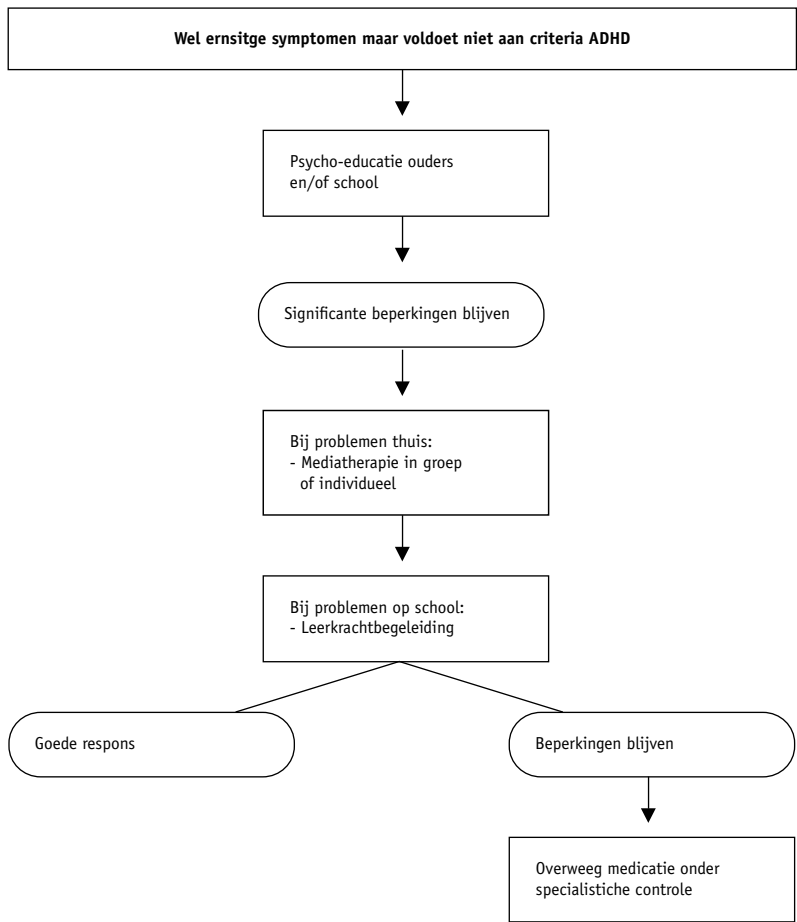 Wel ernsitge symptomen maar voldoet niet aan criteria ADHD
Psycho-educatie ouders
en/of school
Significante beperkingen blijven
Bij problemen thuis:
- Mediatherapie in groep
of individueel
Bij problemen op school:
- Leerkrachtbegeleiding
Goede respons
Beperkingen blijven
Overweeg medicatie onder
specialistiche controle